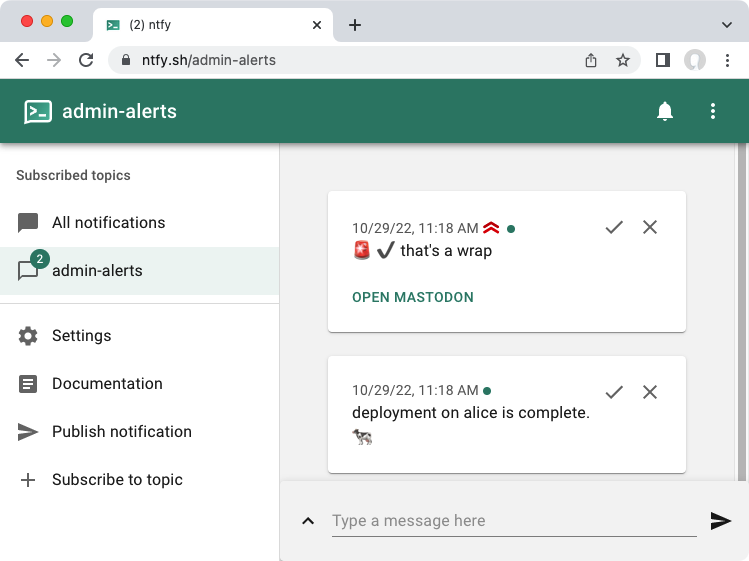 (2) ntfy
ntfy.sh/admin-alerts
admin-alerts
Subscribed topics
All notifications
2
admin-alerts
Settings
Documentation
Publish notification
Subscribe to topic
10/29/22, 11:18 AM
🚨 ✔️ that's a wrap
OPEN MASTODON
10/29/22, 11:18 AM
deployment on alice is complete.
🐄
Type a message here